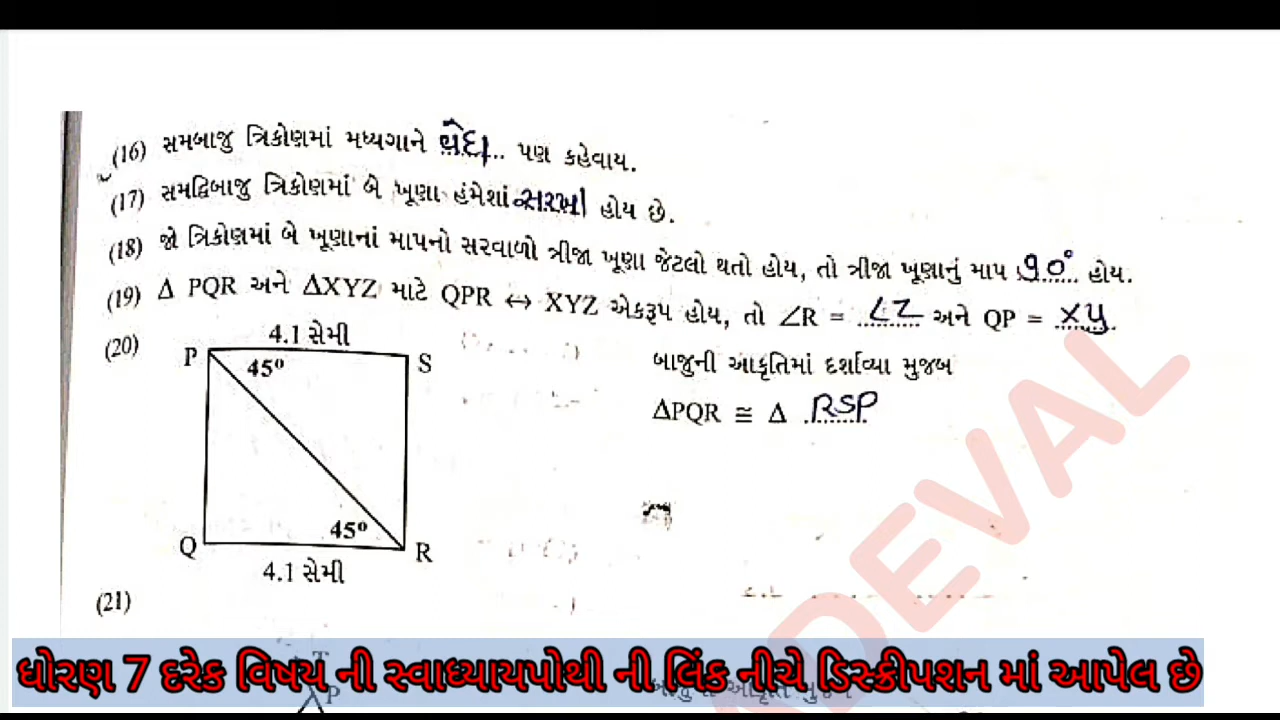 (16) સમબાજુ ત્રિકોણમાં મધ્યગાને વેધ પણ કહેવાય.
(17) સમદ્વિબાજુ ત્રિકોણમાં બે ખૂણા હંમેશાં સરખા હોય છે.
(18) જો ત્રિકોણમાં બે ખૂણાનાં માપનો સરવાળો ત્રીજા ખૂણા જેટલો થતો હોય, તો ત્રીજા ખૂણાનું માપ ૯૦° હોય.
(19) Δ PQR અને ΔXYZ માટે QPR ↔ XYZ એકરૂપ હોય, તો ∠R = ∠Z અને QP = XY.
(20)
4.1 સેમી
P 45° S
બાજુની આકૃતિમાં દર્શાવ્યા મુજબ
ΔPQR ≅ Δ RSP
45°
Q R
4.1 સેમી
(21)
ADEVAL
T
ધોરણ 7 દરેક વિષય ની સ્વાધ્યાયપોથી ની લિંક નીચે ડિસ્ક્રીપશન માં આપેલ છે
P